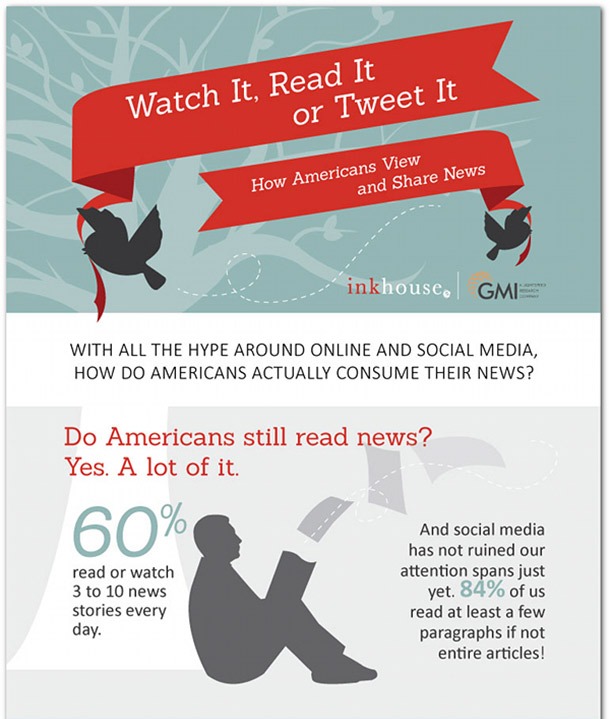 Watch It, Read It
or Tweet It
How Americans View
and Share News
inkhouse
GMI
WITH ALL THE HYPE AROUND ONLINE AND SOCIAL MEDIA,
HOW DO AMERICANS ACTUALLY CONSUME THEIR NEWS?
Do Americans still read news?
Yes. A lot of it.
60%
read or watch
3 to 10 news
stories every
day.
And social media
has not ruined our
attention spans just
yet. 84% of us
read at least a few
paragraphs if not
entire articles!